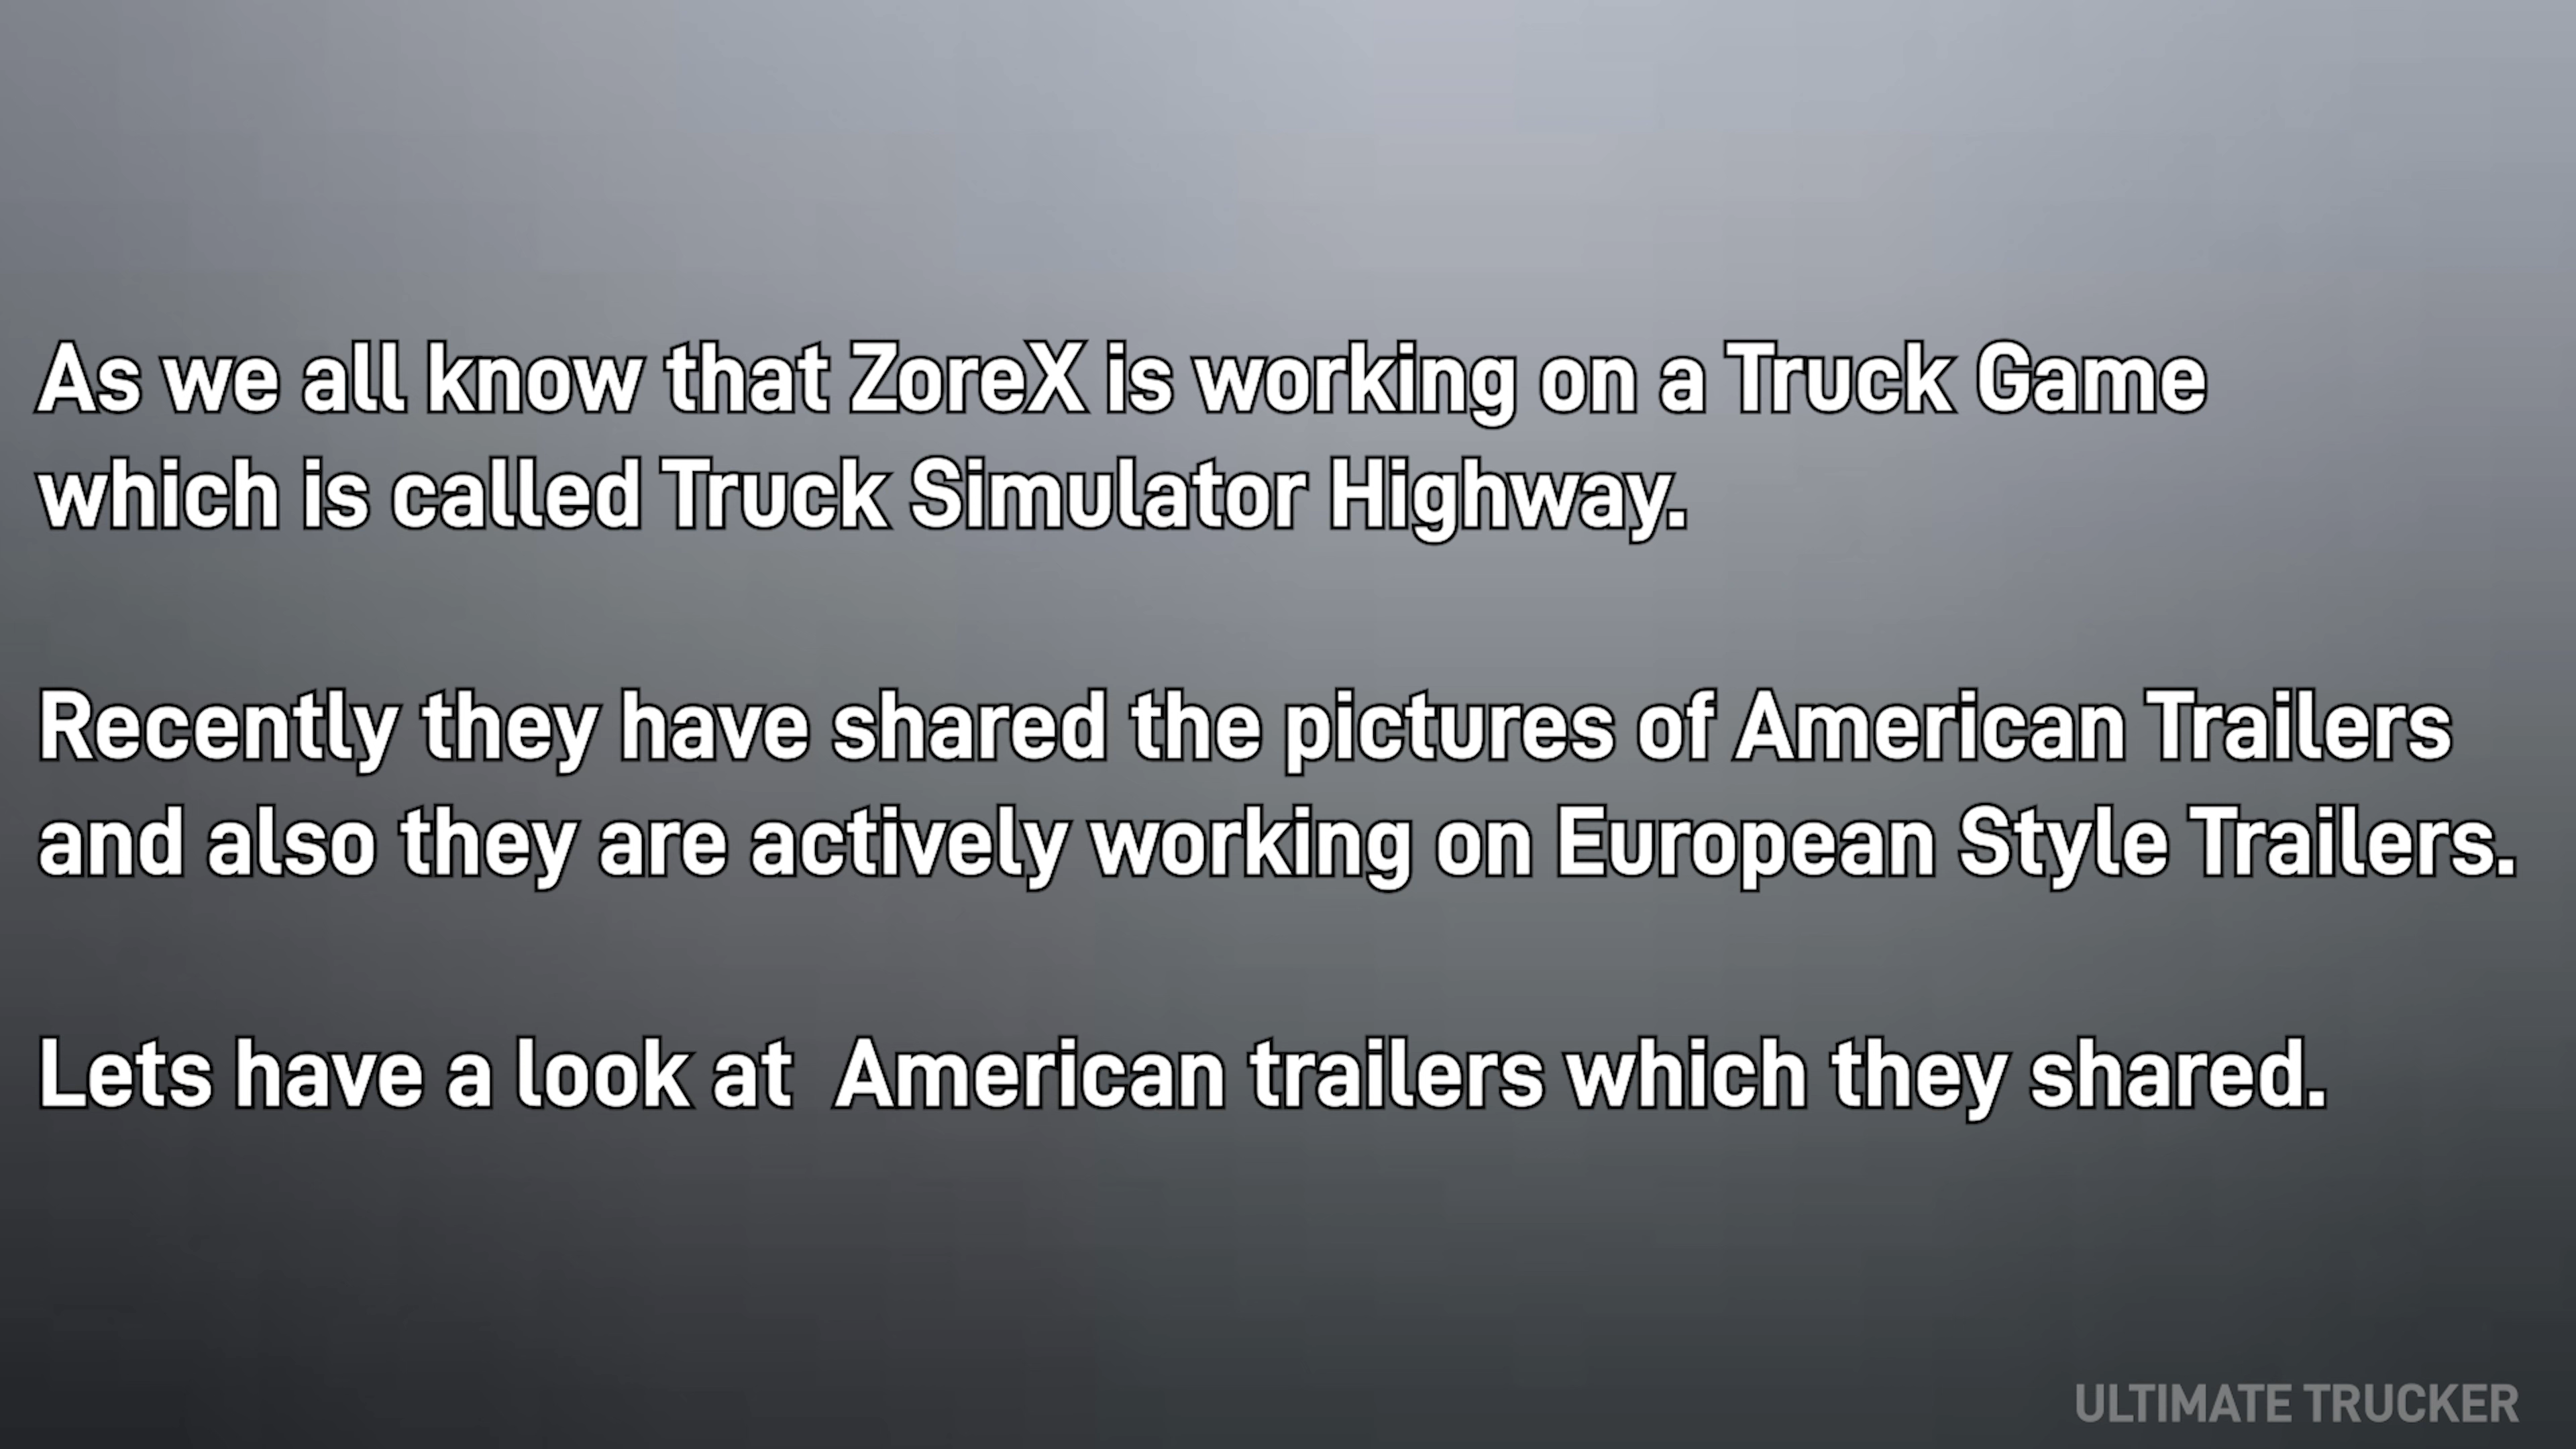 As we all know that ZoreX is working on a Truck Game
which is called Truck Simulator Highway.
Recently they have shared the pictures of American Trailers
and also they are actively working on European Style Trailers.
Lets have a look at  American trailers which they shared.
ULTIMATE TRUCKER